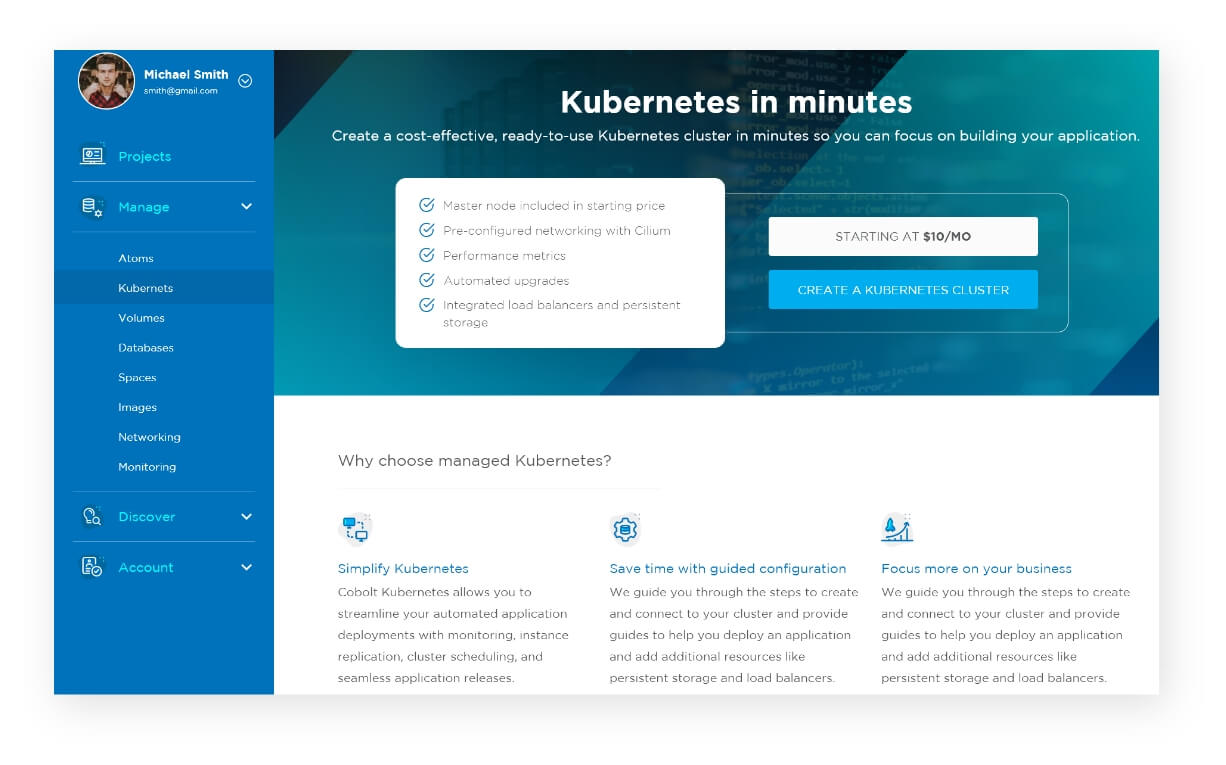 Michael Smith
smith@gmail.com
Projects
Manage
Atoms
Kubernets
Volumes
Databases
Spaces
Images
Networking
Monitoring
Discover
Account
Kubernetes in minutes
Create a cost-effective, ready-to-use Kubernetes cluster in minutes so you can focus on building your application.
Master node included in starting price
Pre-configured networking with Cilium
Performance metrics
Automated upgrades
Integrated load balancers and persistent
storage
STARTING AT $10/MO
CREATE A KUBERNETES CLUSTER
Why choose managed Kubernetes?
Simplify Kubernetes
Cobolt Kubernetes allows you to
streamline your automated application
deployments with monitoring, instance
replication, cluster scheduling, and
seamless application releases.
Save time with guided configuration
We guide you through the steps to create
and connect to your cluster and provide
guides to help you deploy an application
and add additional resources like
persistent storage and load balancers.
Focus more on your business
We guide you through the steps to create
and connect to your cluster and provide
guides to help you deploy an application
and add additional resources like
persistent storage and load balancers.